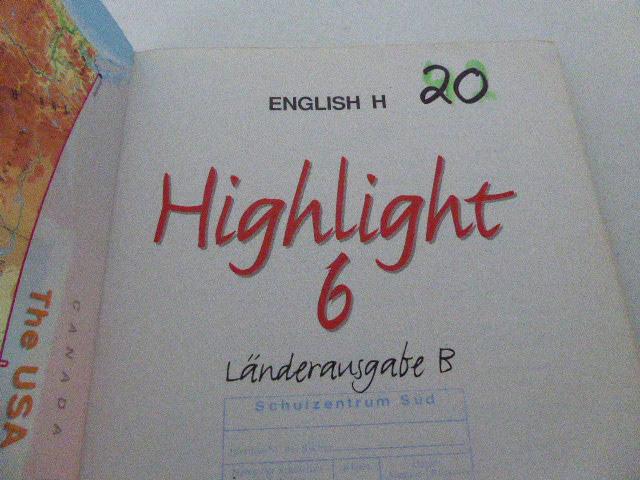 ENGLISH H 20
Highlight
6
Länderausgabe B
Schulzentrum Süd
The USA
CANADA